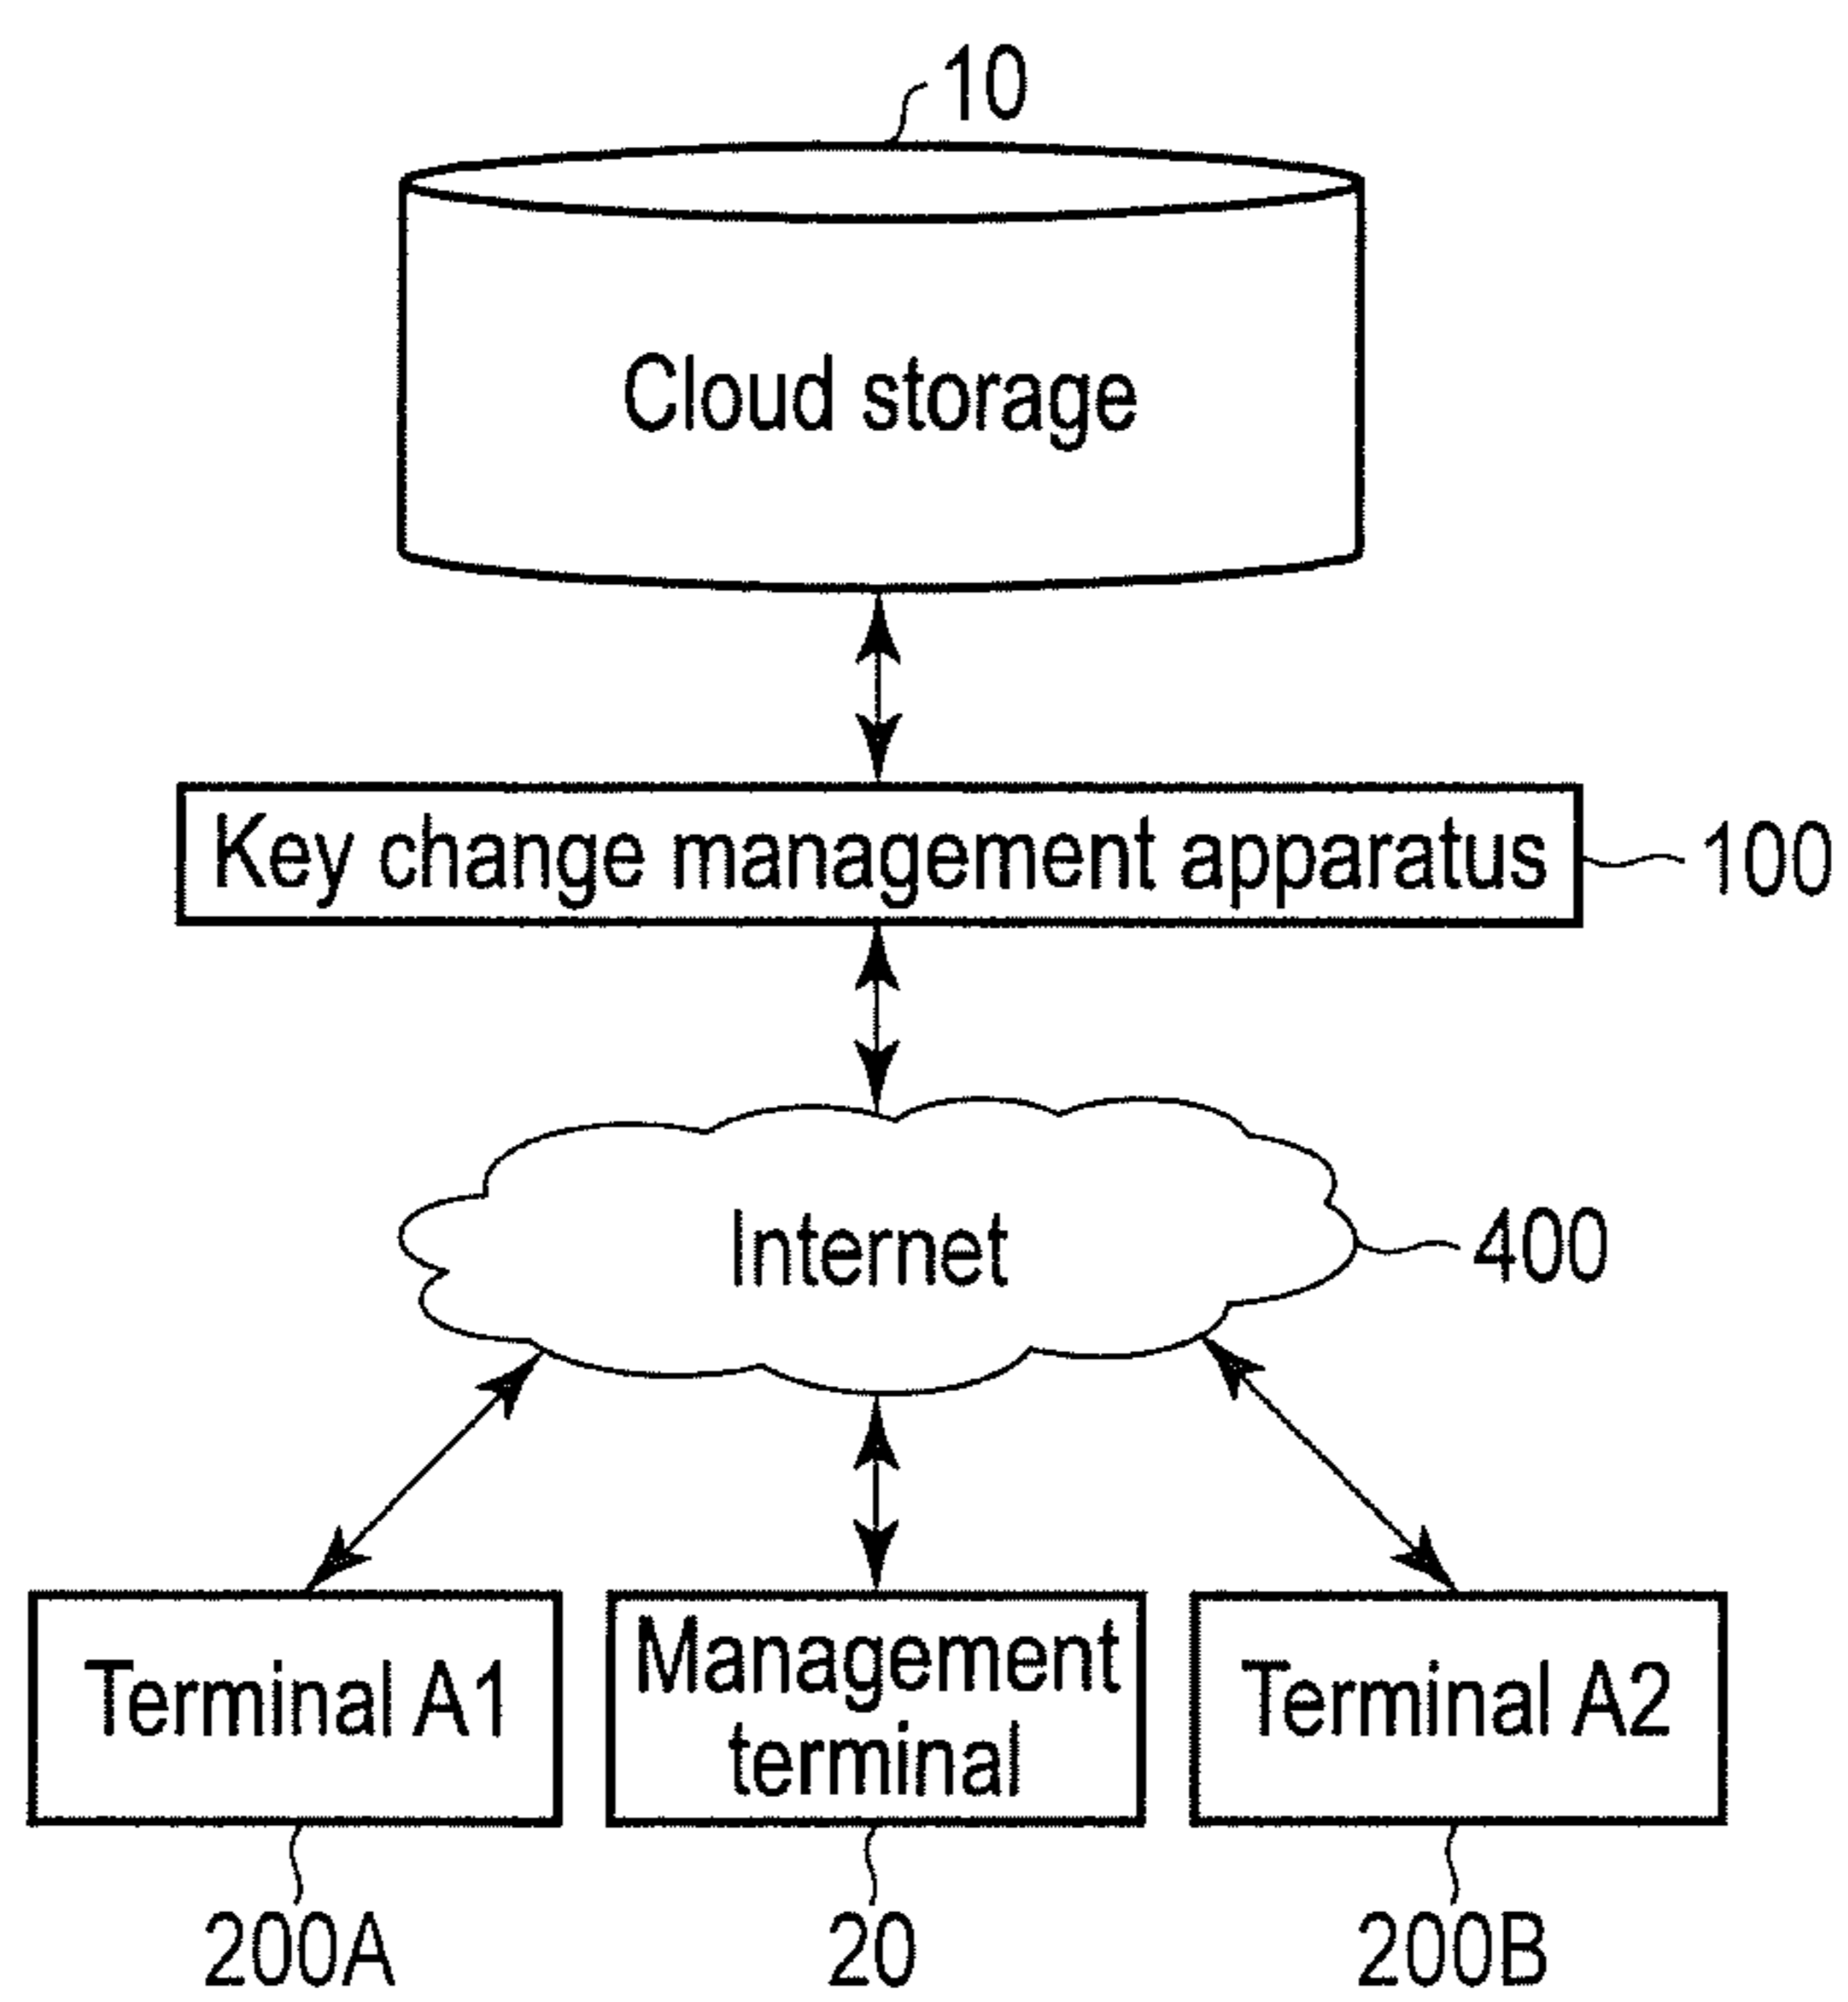 10
Cloud storage
Key change management apparatus
100
Internet
400
Terminal A1
Management
terminal
Terminal A2
200A
20
200B